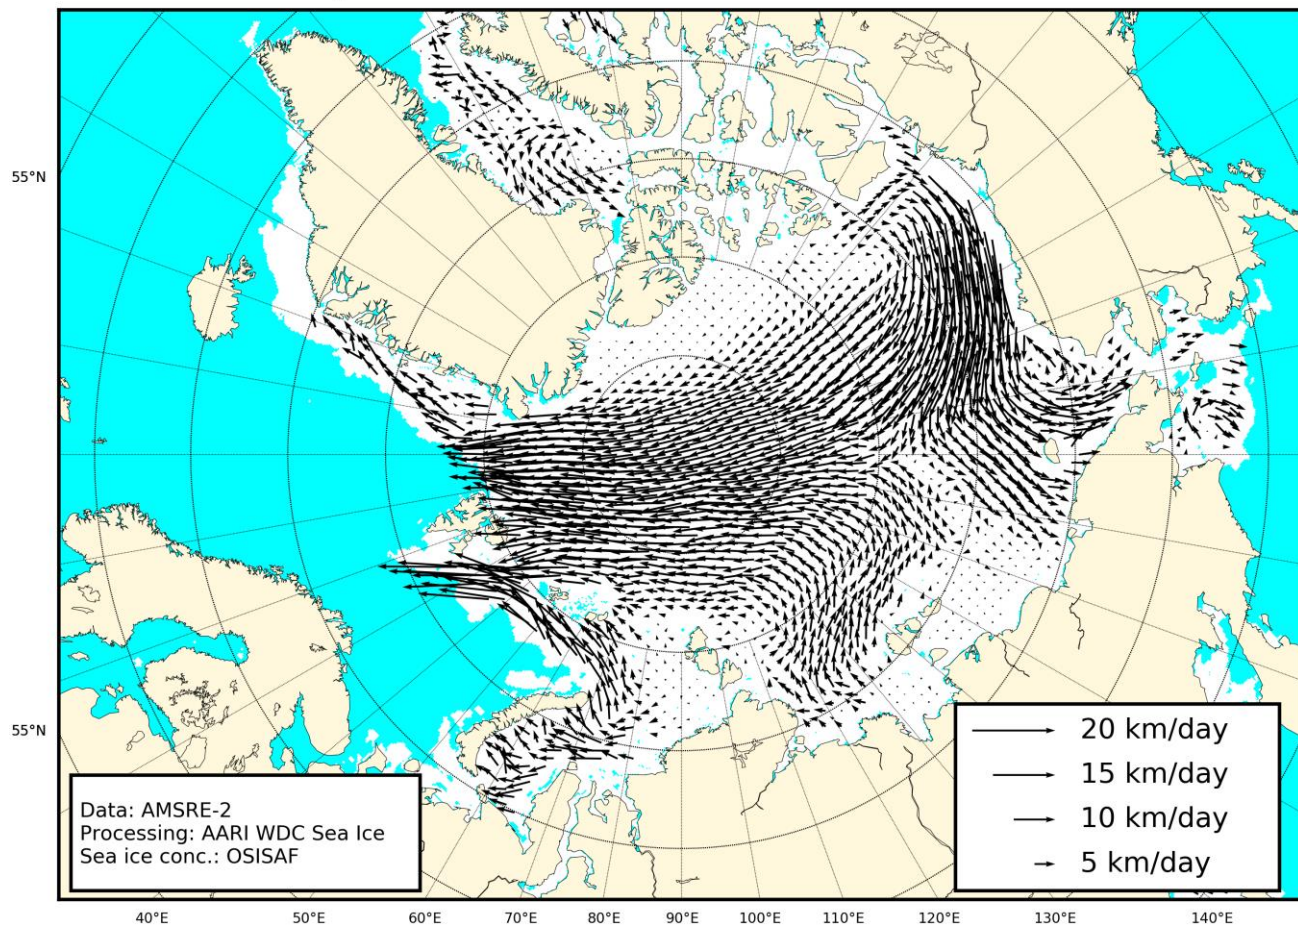 55°N
55°N
20 km/day
15 km/day
10 km/day
5 km/day
Data: AMSRE-2
Processing: AARI WDC Sea Ice
Sea ice conc.: OSISAF
40°E 50°E 60°E 70°E 80°E 90°E 100°E 110°E 120°E 130°E 140°E